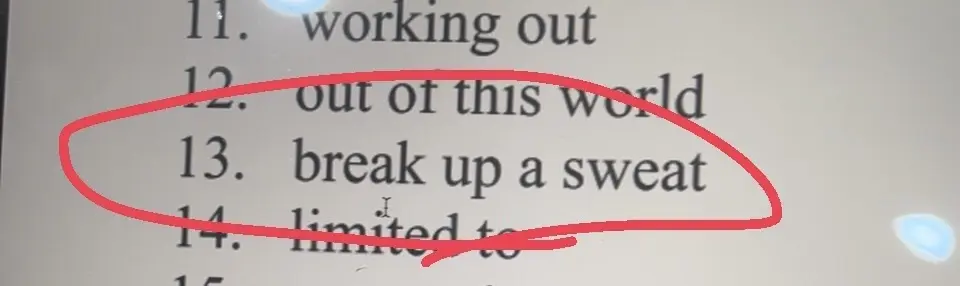 11. working out
12. out of this world
13. break up a sweat
14. limited to